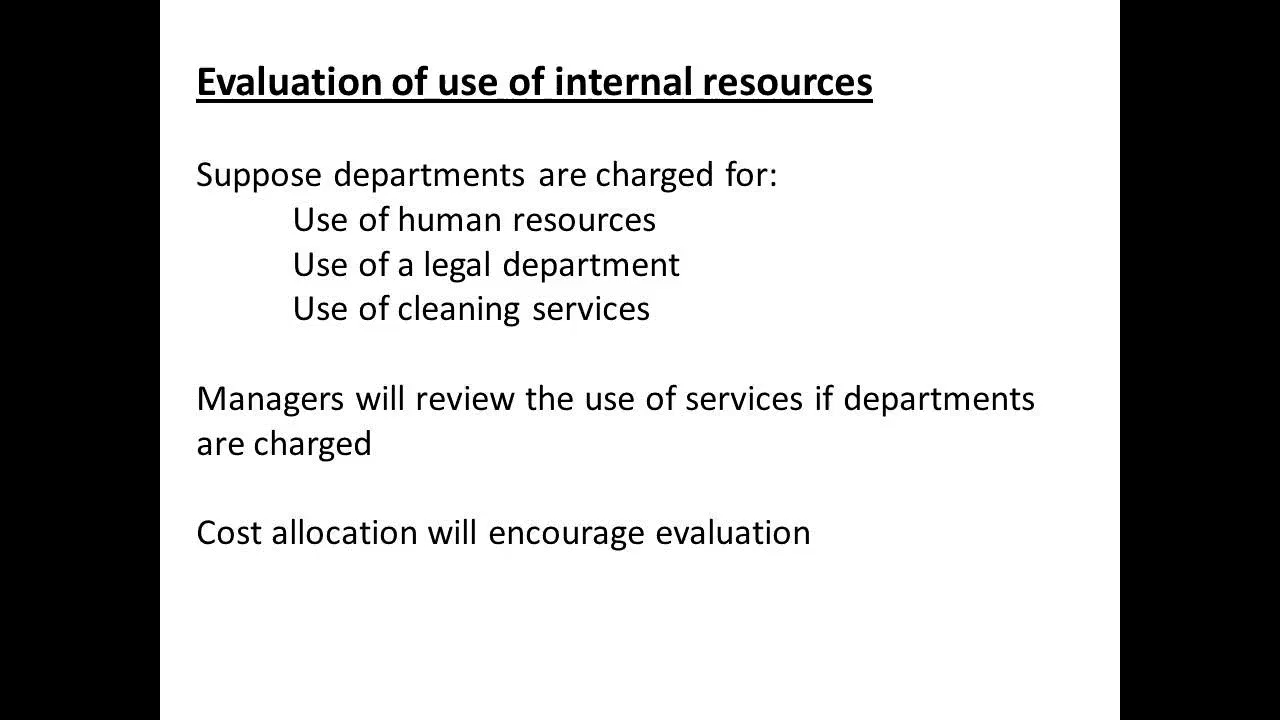 Evaluation of use of internal resources
Suppose departments are charged for:
Use of human resources
Use of a legal department
Use of cleaning services
Managers will review the use of services if departments
are charged
Cost allocation will encourage evaluation